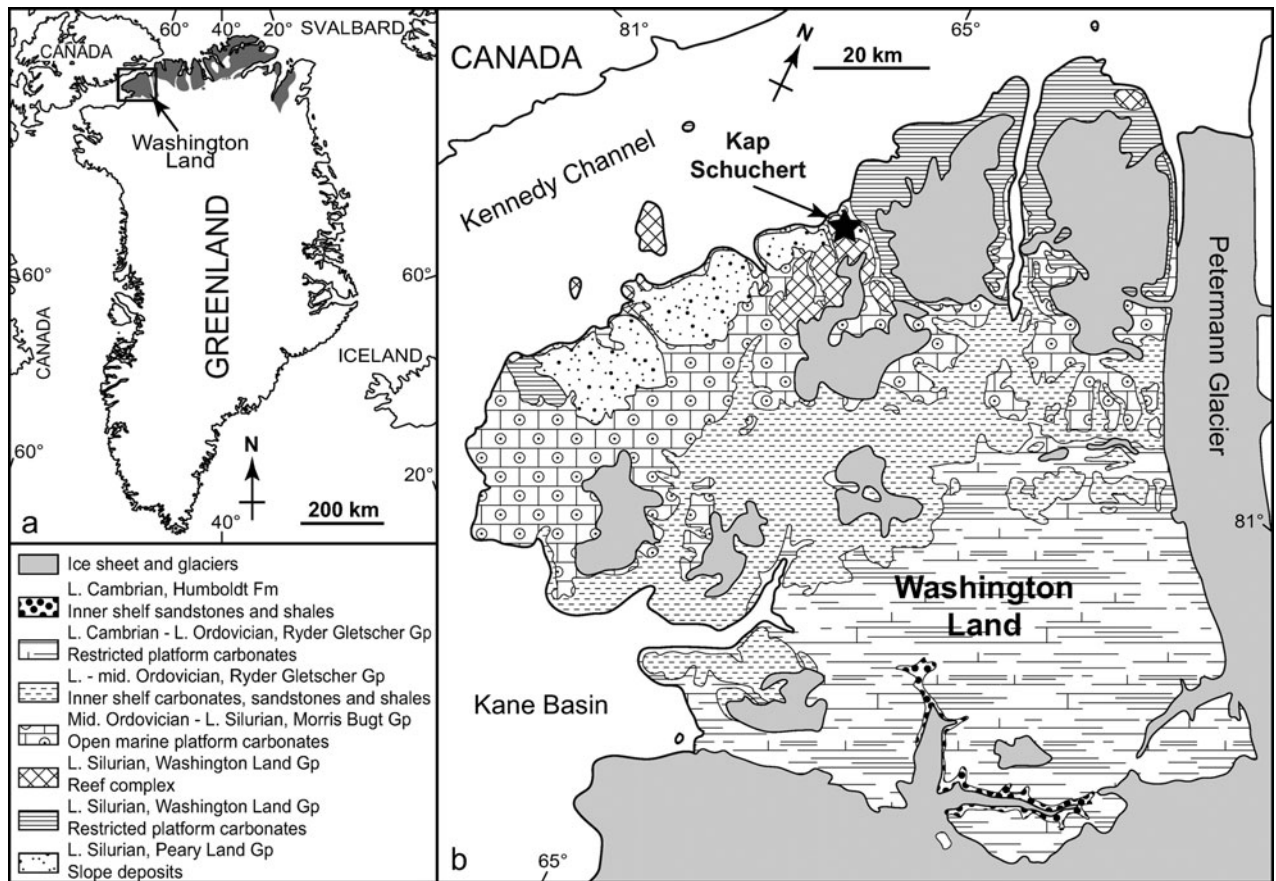 60°
40°
20°
SVALBARD
CANADA
Washington
Land
GREENLAND
60°
60°
CANADA
ICELAND
60°
20°
N
40°
200 km
a
Ice sheet and glaciers
L. Cambrian, Humboldt Fm
Inner shelf sandstones and shales
L. Cambrian - L. Ordovician, Ryder Gletscher Gp
Restricted platform carbonates
L. - mid. Ordovician, Ryder Gletscher Gp
Inner shelf carbonates, sandstones and shales
Mid. Ordovician - L. Silurian, Morris Bugt Gp
Open marine platform carbonates
L. Silurian, Washington Land Gp
Reef complex
L. Silurian, Washington Land Gp
Restricted platform carbonates
L. Silurian, Peary Land Gp
Slope deposits
81°
65°
CANADA
N
20 km
Kap
Schuchert
Kennedy Channel
Petermann Glacier
81°
Washington
Land
Kane Basin
b
65°